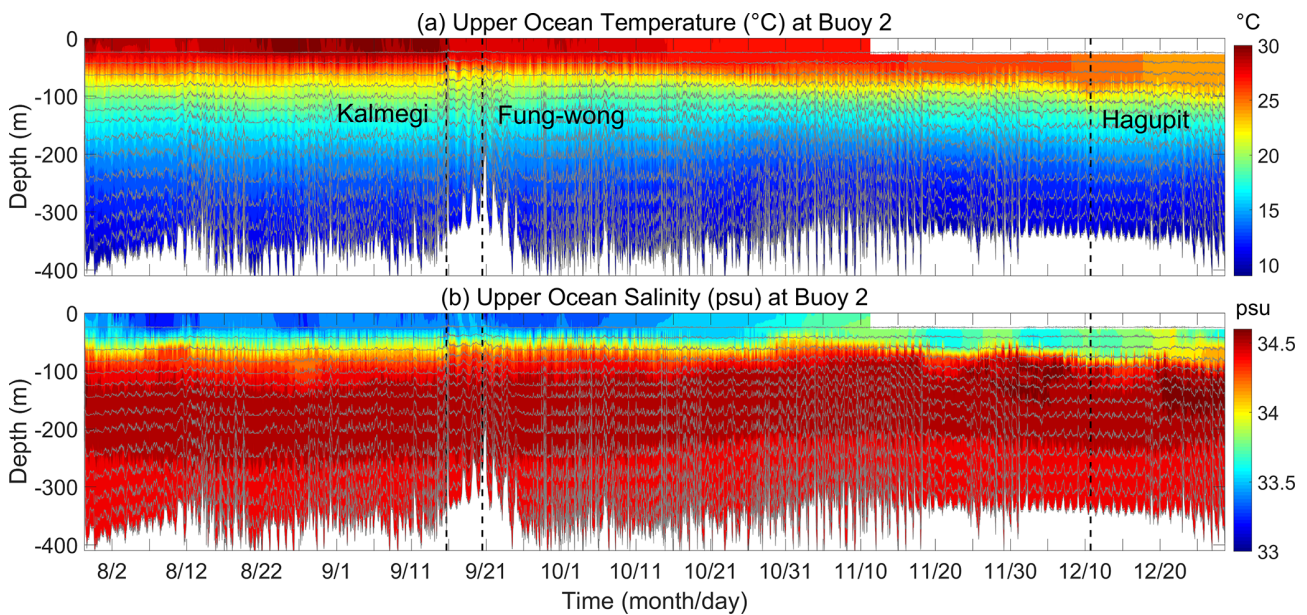 (a) Upper Ocean Temperature (°C) at Buoy 2
°C
0
-100
-200
-300
-400
Depth (m)
Kalmegi
Fung-wong
Hagupit
30
25
20
15
10
(b) Upper Ocean Salinity (psu) at Buoy 2
psu
0
-100
-200
-300
-400
Depth (m)
34.5
34
33.5
33
8/2 8/12 8/22 9/1 9/11 9/21 10/1 10/11 10/21 10/31 11/10 11/20 11/30 12/10 12/20
Time (month/day)